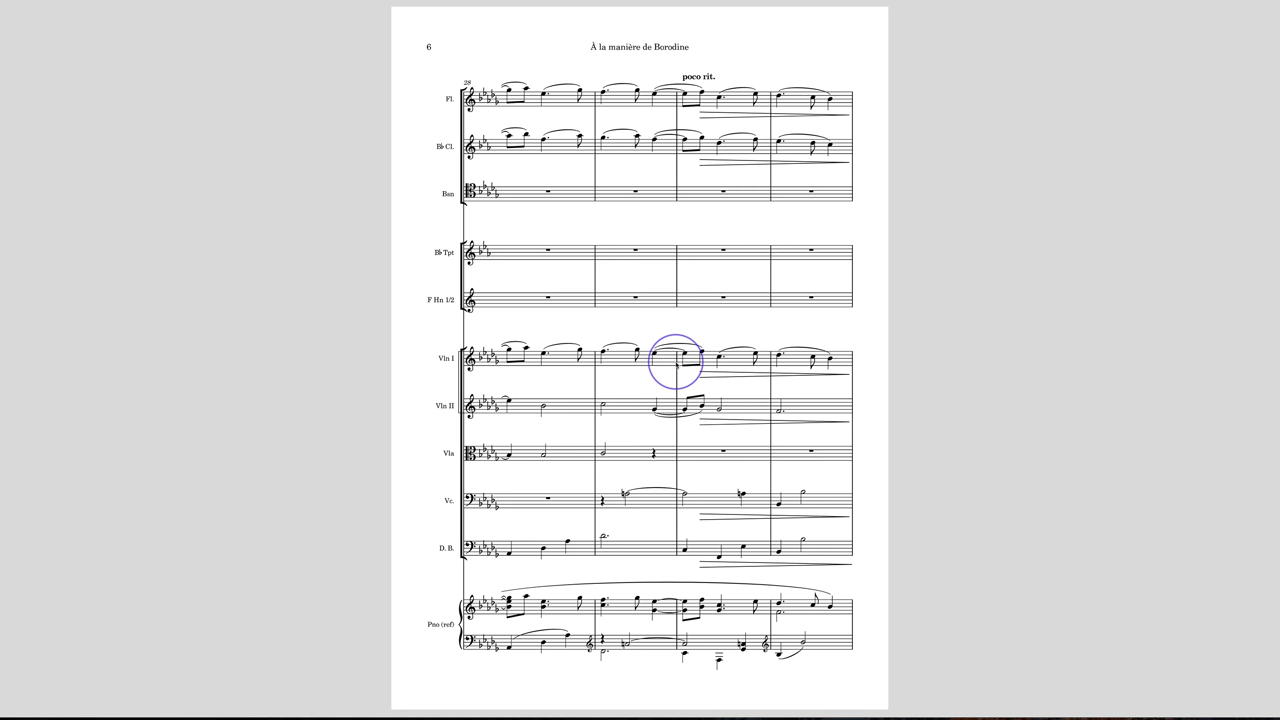 6
À la manière de Borodine
poco rit.
28
Fl.
B♭ Cl.
Bsn
B♭ Tpt
F Hn 1/2
Vln I
Vln II
Vla
Vc.
D. B.
Pno (ref)